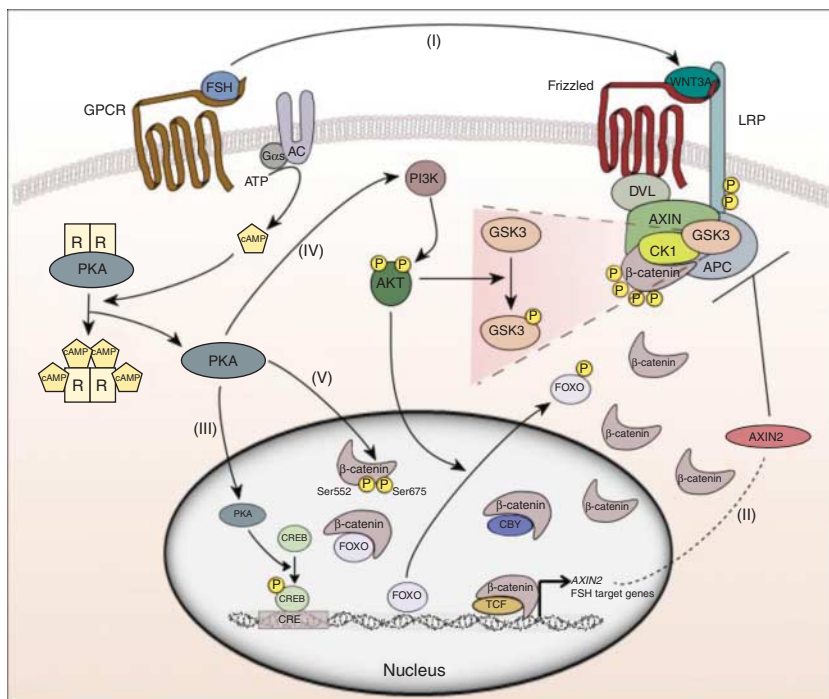 (I)
FSH
WNT3A
Frizzled
GPCR
LRP
Gαs
AC
ATP
PI3K
DVL
P
P
AXIN
GSK3
GSK3
CK1
APC
β-catenin
P
P
P
P
R R
PKA
cAMP
(IV)
P P
AKT
P
GSK3
cAMP cAMP
cAMP
R R
cAMP
PKA
(V)
P
FOXO
β-catenin
β-catenin
β-catenin
AXIN2
(III)
(II)
β-catenin
P P
Ser552
Ser675
PKA
CREB
β-catenin
FOXO
β-catenin
CBY
β-catenin
P
CREB
CRE
FOXO
β-catenin
TCF
AXIN2
FSH target genes
Nucleus